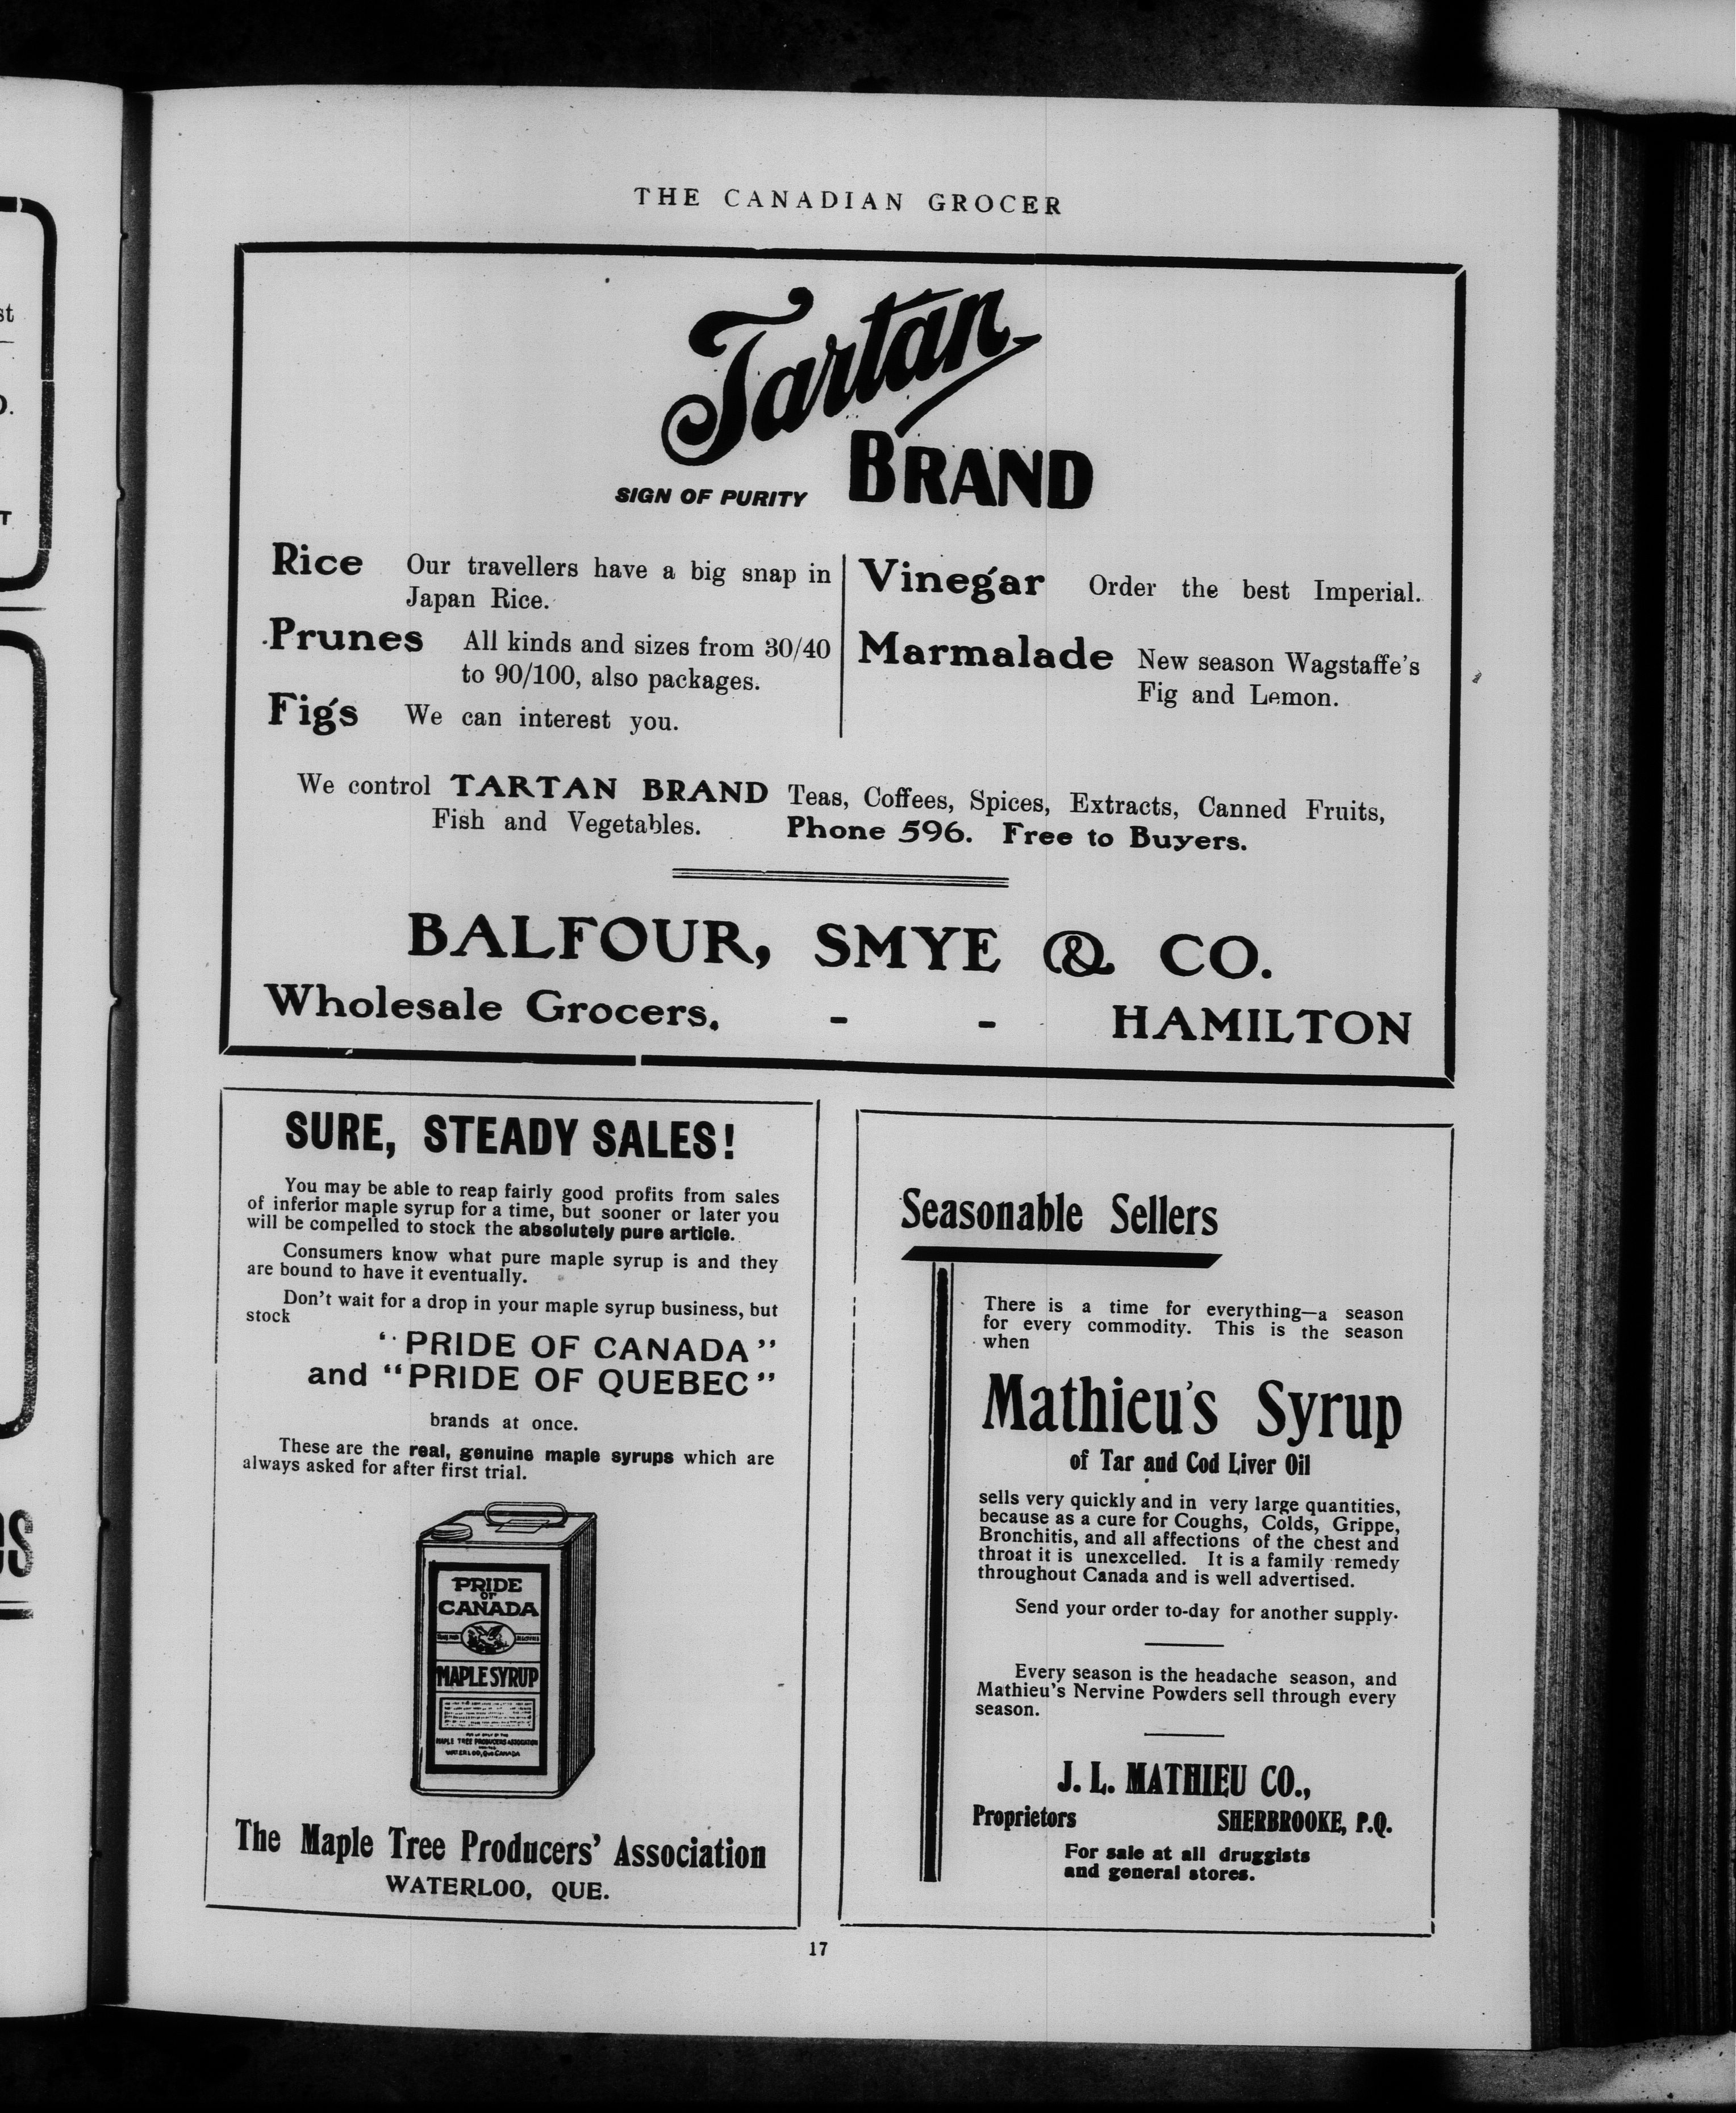 THE CANADIAN GROCER
Tartan
BRAND
SIGN OF PURITY
Rice Our travellers have a big snap in
Japan Rice.
Prunes All kinds and sizes from 30/40
to 90/100, also packages.
Figs We can interest you.
Vinegar Order the best Imperial.
Marmalade New season Wagstaffe's
Fig and Lemon.
We control TARTAN BRAND Teas, Coffees, Spices, Extracts, Canned Fruits,
Fish and Vegetables. Phone 596. Free to Buyers.
BALFOUR, SMYE & CO.
Wholesale Grocers. - - HAMILTON
SURE, STEADY SALES!
You may be able to reap fairly good profits from sales
of inferior maple syrup for a time, but sooner or later you
will be compelled to stock the absolutely pure article.
Consumers know what pure maple syrup is and they
are bound to have it eventually.
Don't wait for a drop in your maple syrup business, but
stock
"PRIDE OF CANADA"
and "PRIDE OF QUEBEC"
brands at once.
These are the real, genuine maple syrups which are
always asked for after first trial.
PRIDE
OF
CANADA
MAPLE SYRUP
MAPLE TREE PRODUCERS ASSOCIATION
WATERLOO, Que. CANADA
The Maple Tree Producers' Association
WATERLOO, QUE.
Seasonable Sellers
There is a time for everything—a season
for every commodity. This is the season
when
Mathieu's Syrup
of Tar and Cod Liver Oil
sells very quickly and in very large quantities,
because as a cure for Coughs, Colds, Grippe,
Bronchitis, and all affections of the chest and
throat it is unexcelled. It is a family remedy
throughout Canada and is well advertised.
Send your order to-day for another supply.
Every season is the headache season, and
Mathieu's Nervine Powders sell through every
season.
J. L. MATHIEU CO.,
Proprietors SHERBROOKE, P.Q.
For sale at all druggists
and general stores.
17